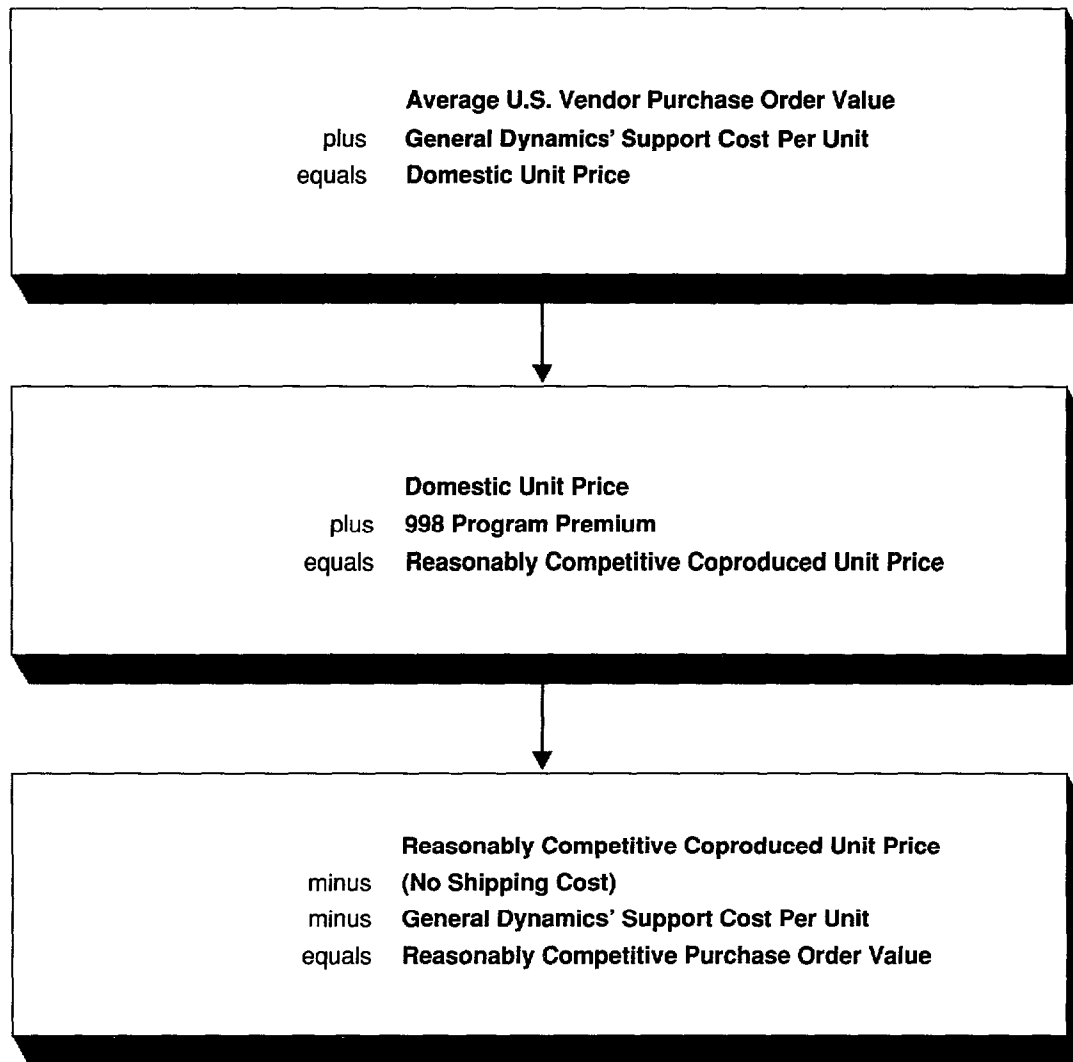 Average U.S. Vendor Purchase Order Value
plus General Dynamics' Support Cost Per Unit
equals Domestic Unit Price
Domestic Unit Price
plus 998 Program Premium
equals Reasonably Competitive Coproduced Unit Price
Reasonably Competitive Coproduced Unit Price
minus (No Shipping Cost)
minus General Dynamics' Support Cost Per Unit
equals Reasonably Competitive Purchase Order Value